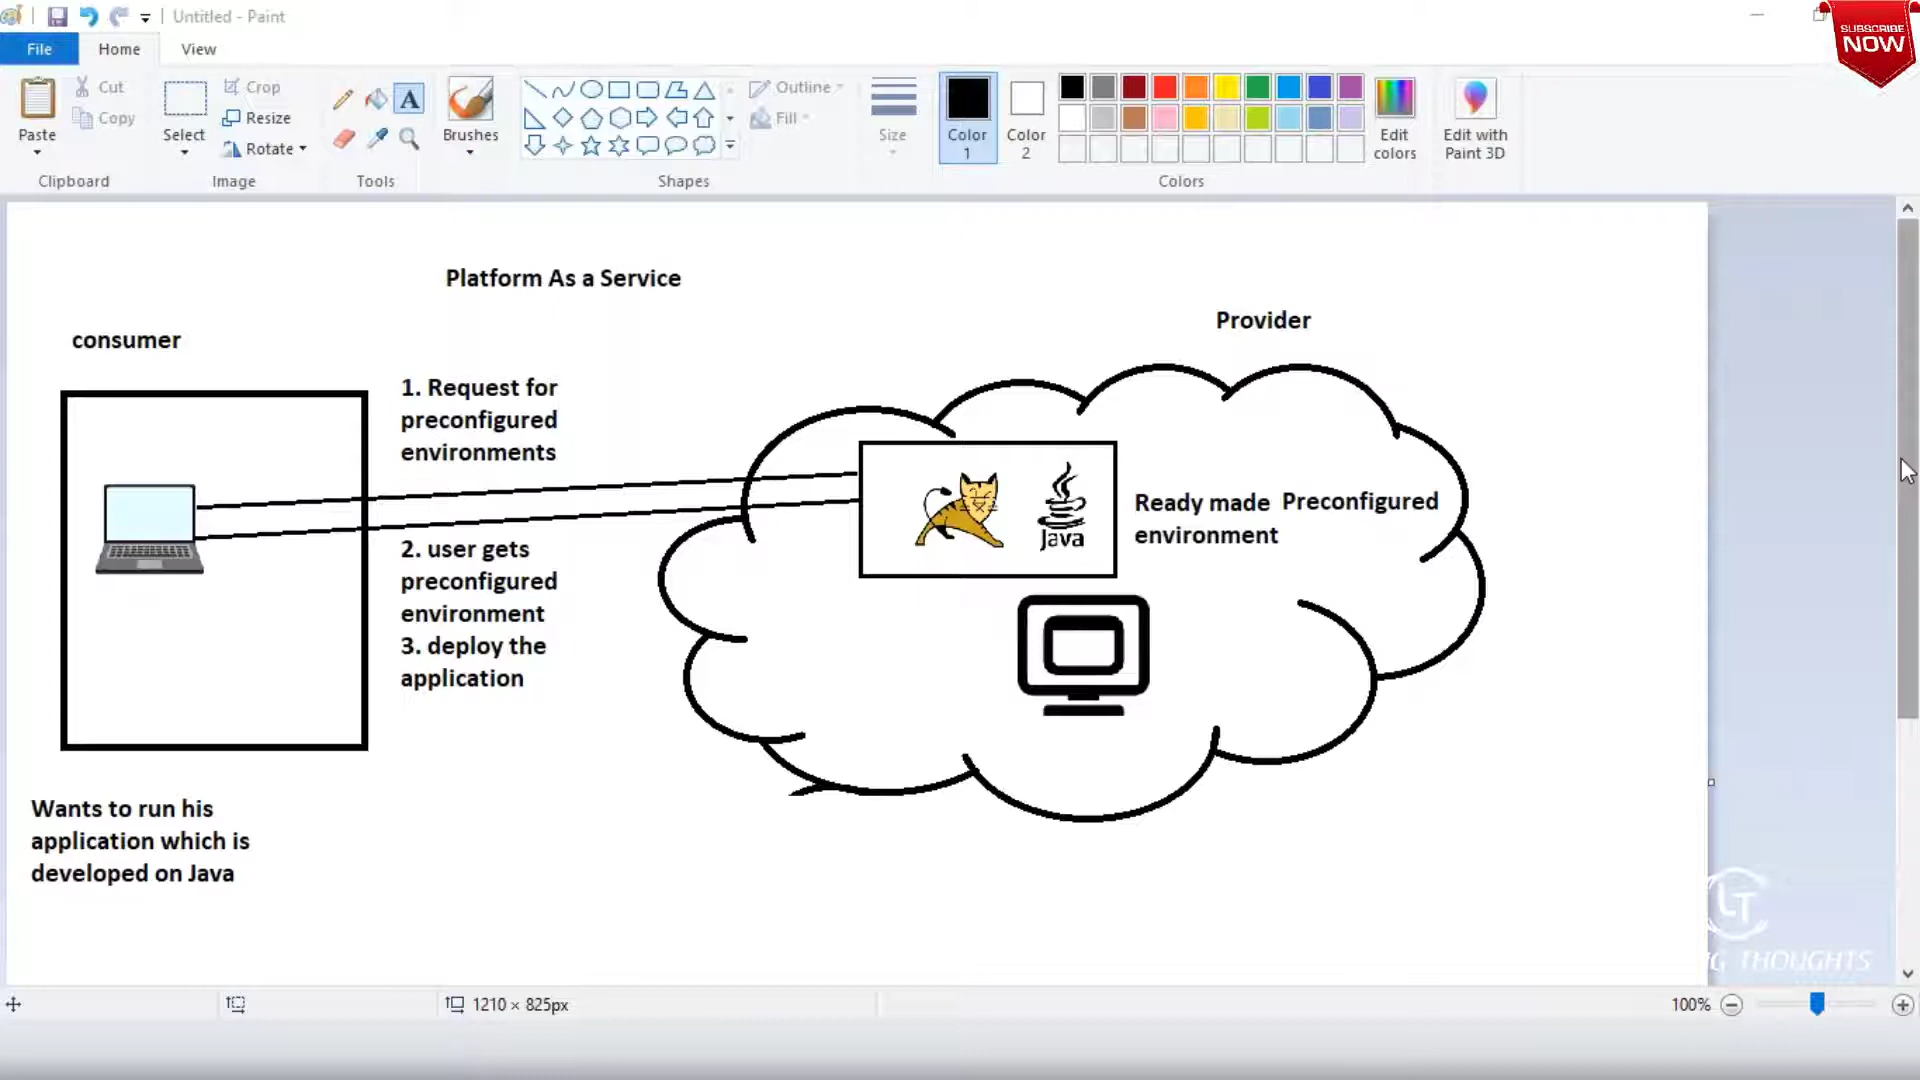 Untitled - Paint
SUBSCRIBE
NOW
File
Home
View
Paste
Cut
Copy
Clipboard
Select
Crop
Resize
Rotate
Image
A
Tools
Brushes
Shapes
Outline
Fill
Size
Color
1
Color
2
Colors
Edit
colors
Edit with
Paint 3D
Platform As a Service
consumer
Provider
1. Request for
preconfigured
environments
2. user gets
preconfigured
environment
3. deploy the
application
Java
Ready made Preconfigured
environment
Wants to run his
application which is
developed on Java
LT
G THOUGHTS
1210 × 825px
100%